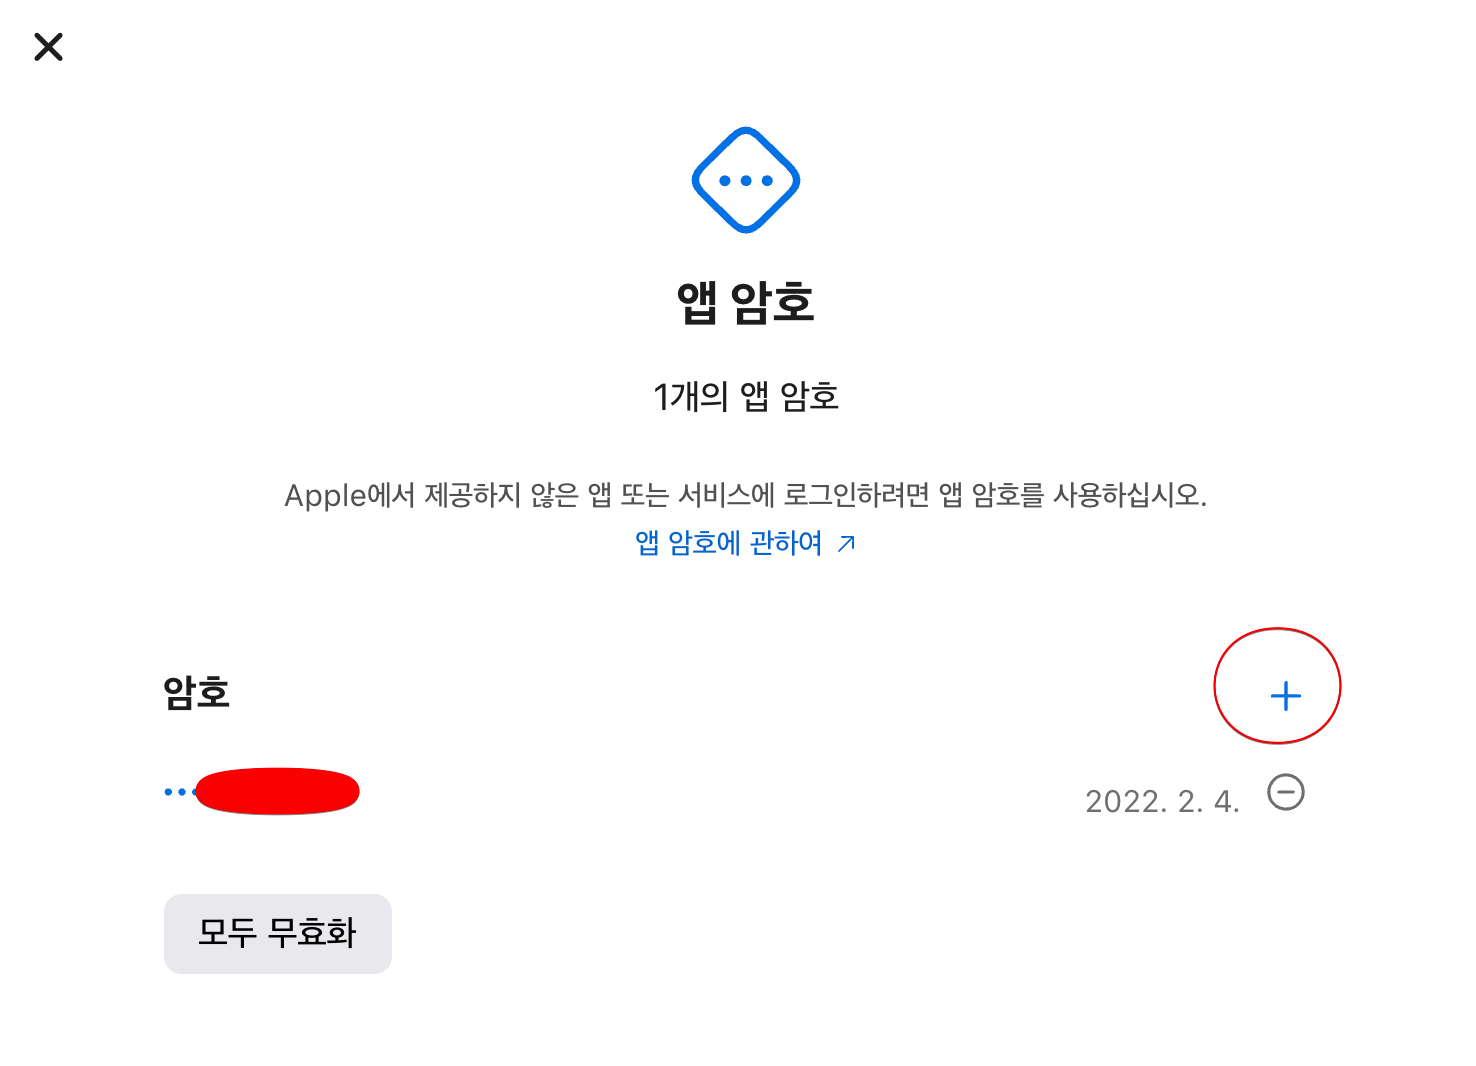 앱 암호
1개의 앱 암호
Apple에서 제공하지 않은 앱 또는 서비스에 로그인하려면 앱 암호를 사용하십시오.
앱 암호에 관하여 ↗
암호
2022. 2. 4.
모두 무효화